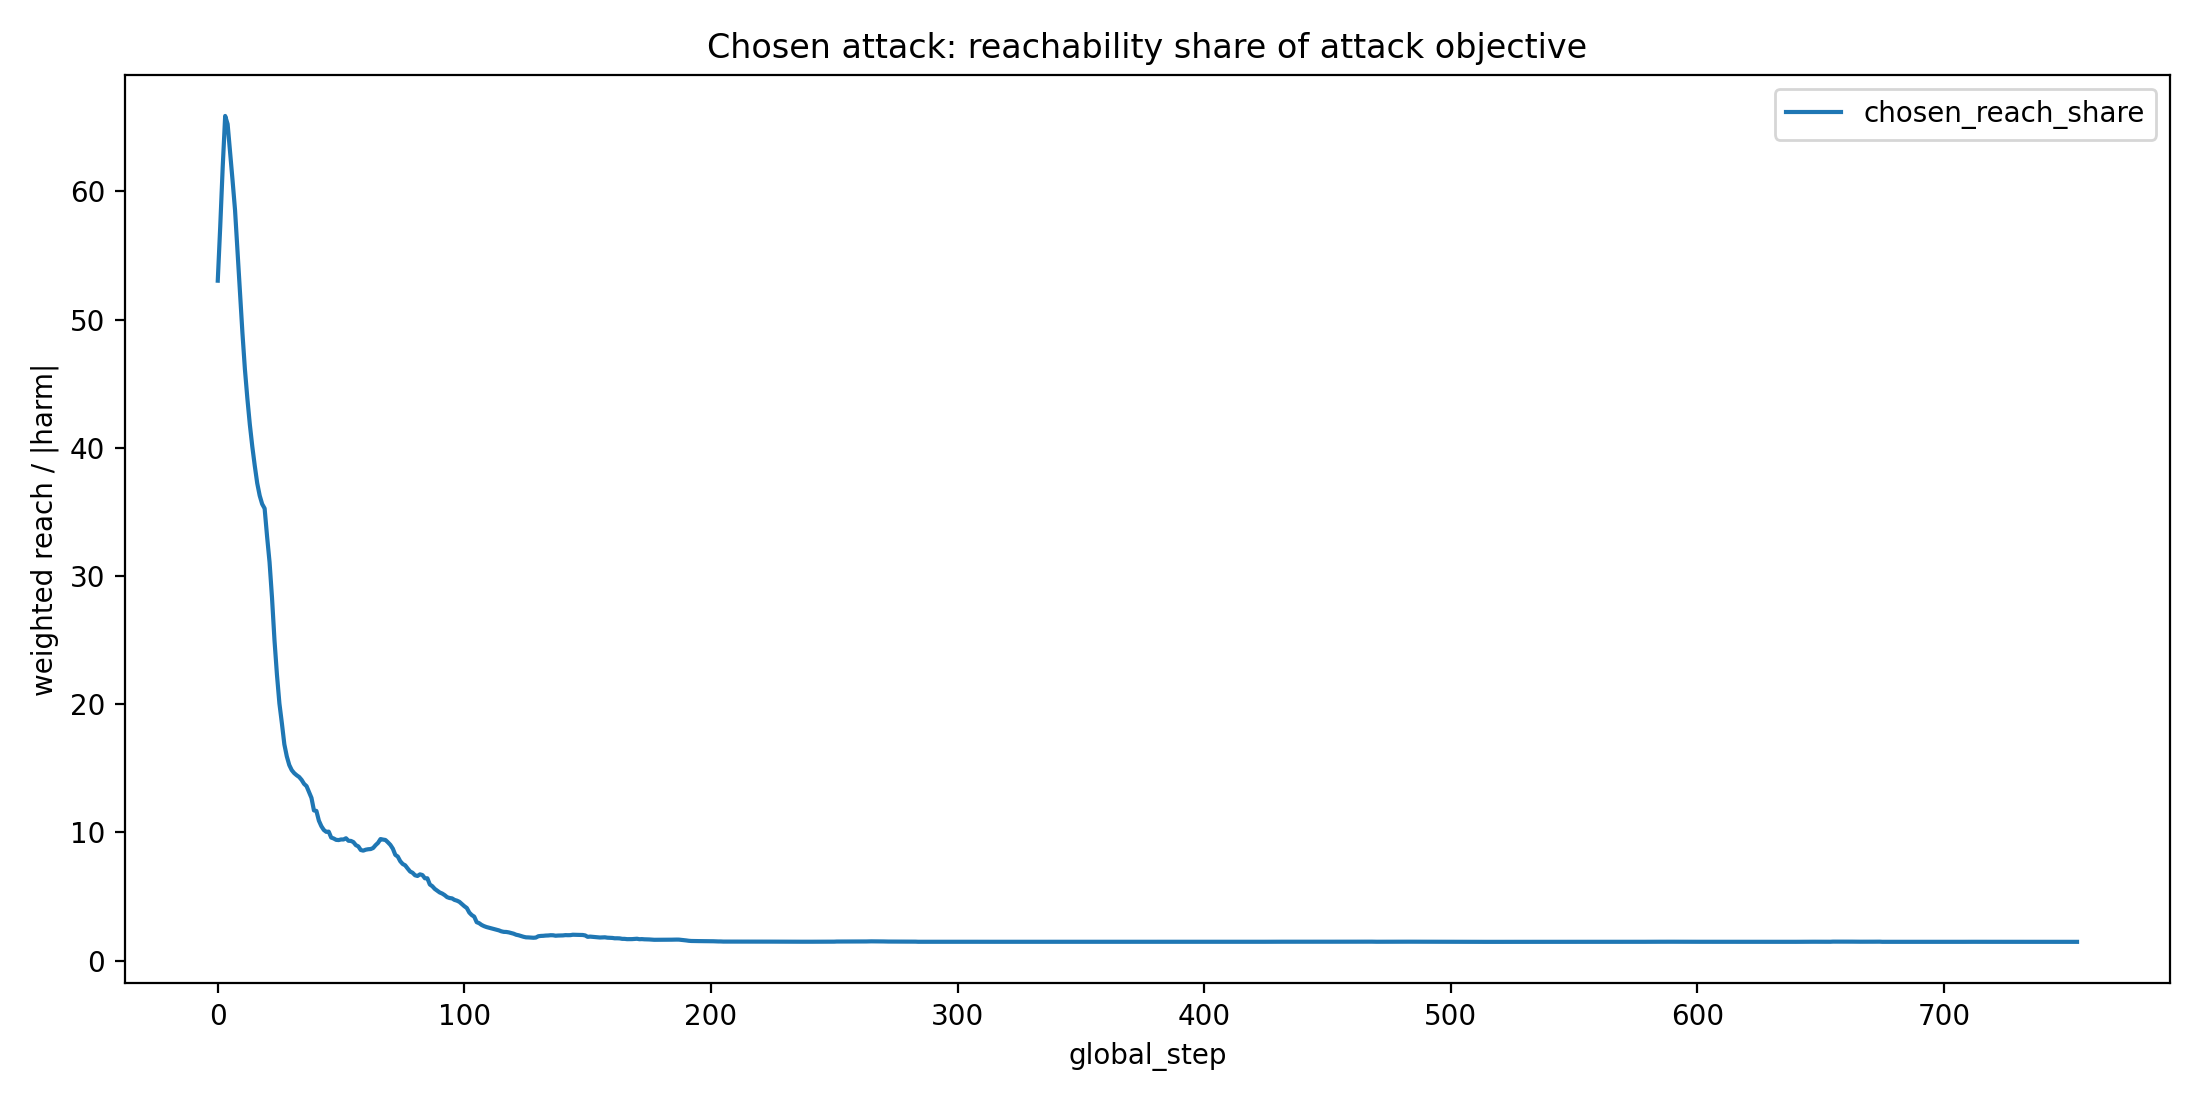 Chosen attack: reachability share of attack objective
chosen_reach_share
weighted reach / |harm|
60
50
40
30
20
10
0
0 100 200 300 400 500 600 700
global_step